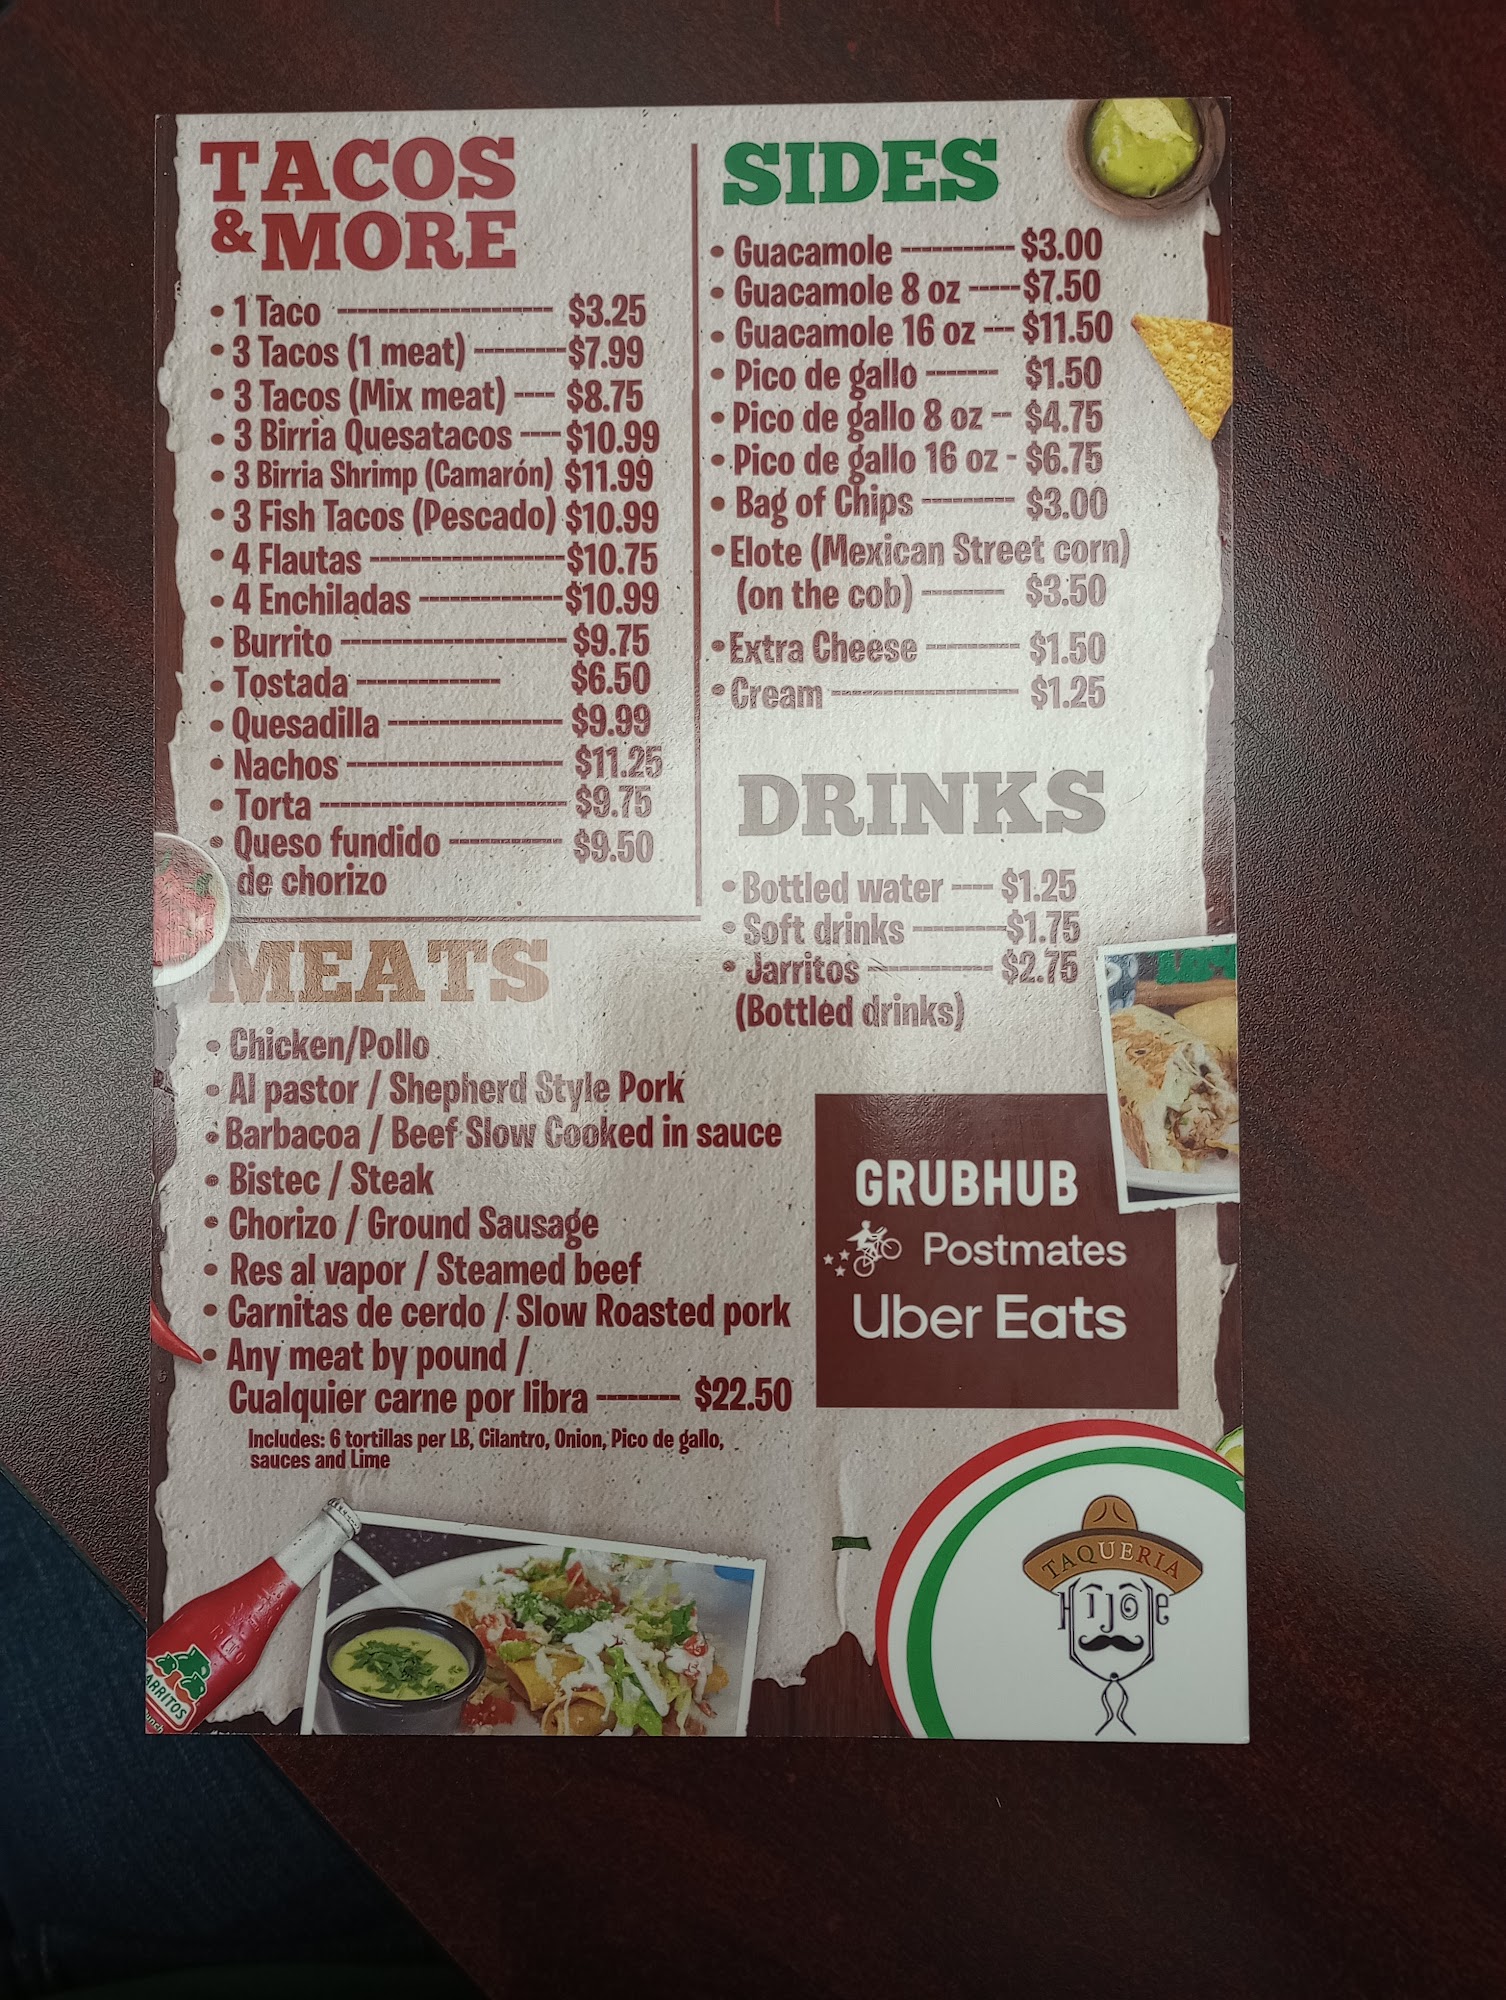 TACOS
& MORE
• 1 Taco $3.25
• 3 Tacos (1 meat) $7.99
• 3 Tacos (Mix meat) $8.75
• 3 Birria Quesatacos $10.99
• 3 Birria Shrimp (Camarón) $11.99
• 3 Fish Tacos (Pescado) $10.99
• 4 Flautas $10.75
• 4 Enchiladas $10.99
• Burrito $9.75
• Tostada $6.50
• Quesadilla $9.99
• Nachos $11.25
• Torta $9.75
• Queso fundido $9.50
de chorizo
SIDES
• Guacamole $3.00
• Guacamole 8 oz $7.50
• Guacamole 16 oz $11.50
• Pico de gallo $1.50
• Pico de gallo 8 oz $4.75
• Pico de gallo 16 oz - $6.75
• Bag of Chips $3.00
• Elote (Mexican Street corn)
(on the cob) $3.50
• Extra Cheese $1.50
• Cream $1.25
DRINKS
• Bottled water $1.25
• Soft drinks $1.75
• Jarritos $2.75
(Bottled drinks)
MEATS
• Chicken/Pollo
• Al pastor / Shepherd Style Pork
• Barbacoa / Beef Slow Cooked in sauce
• Bistec / Steak
• Chorizo / Ground Sausage
• Res al vapor / Steamed beef
• Carnitas de cerdo / Slow Roasted pork
• Any meat by pound /
Cualquier carne por libra $22.50
Includes: 6 tortillas per LB, Cilantro, Onion, Pico de gallo,
sauces and Lime
GRUBHUB
Postmates
Uber Eats
TAQUERIA
HiJOle
ARRITOS